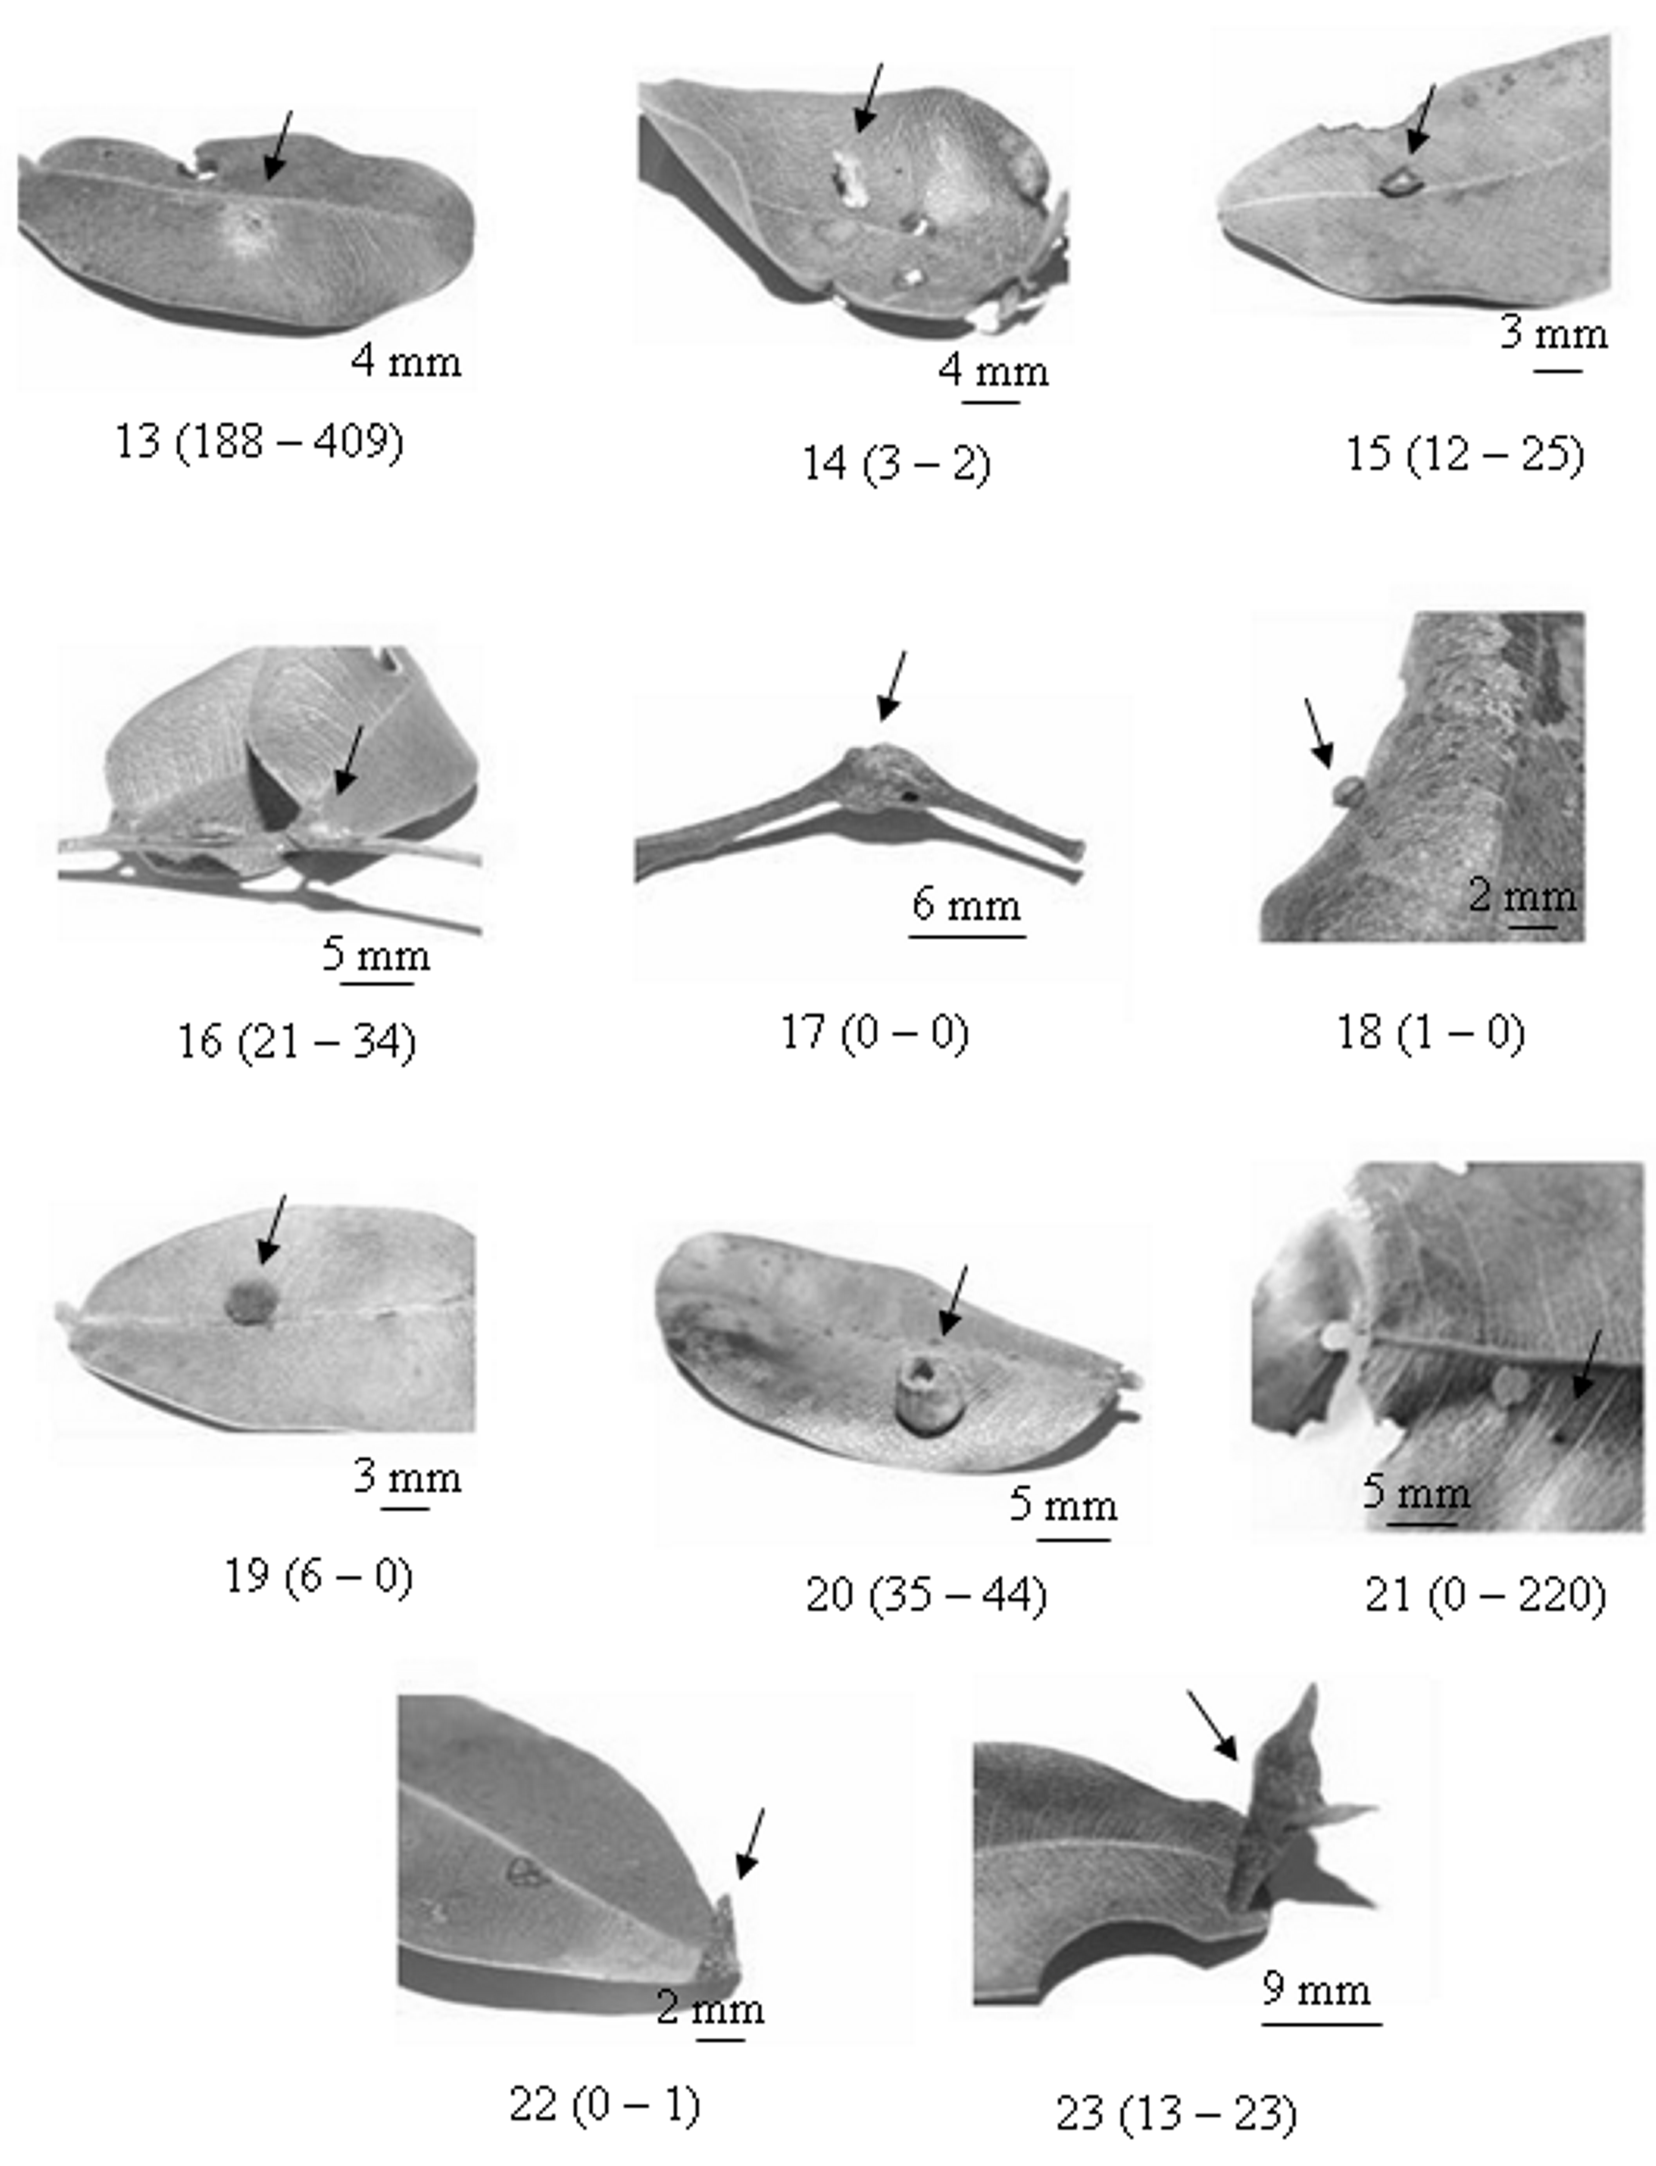 4 mm
4 mm
3 mm
13 (188 – 409)
14 (3 – 2)
15 (12 – 25)
5 mm
6 mm
2 mm
16 (21 – 34)
17 (0 – 0)
18 (1 – 0)
3 mm
5 mm
5 mm
19 (6 – 0)
20 (35 – 44)
21 (0 – 220)
2 mm
9 mm
22 (0 – 1)
23 (13 – 23)